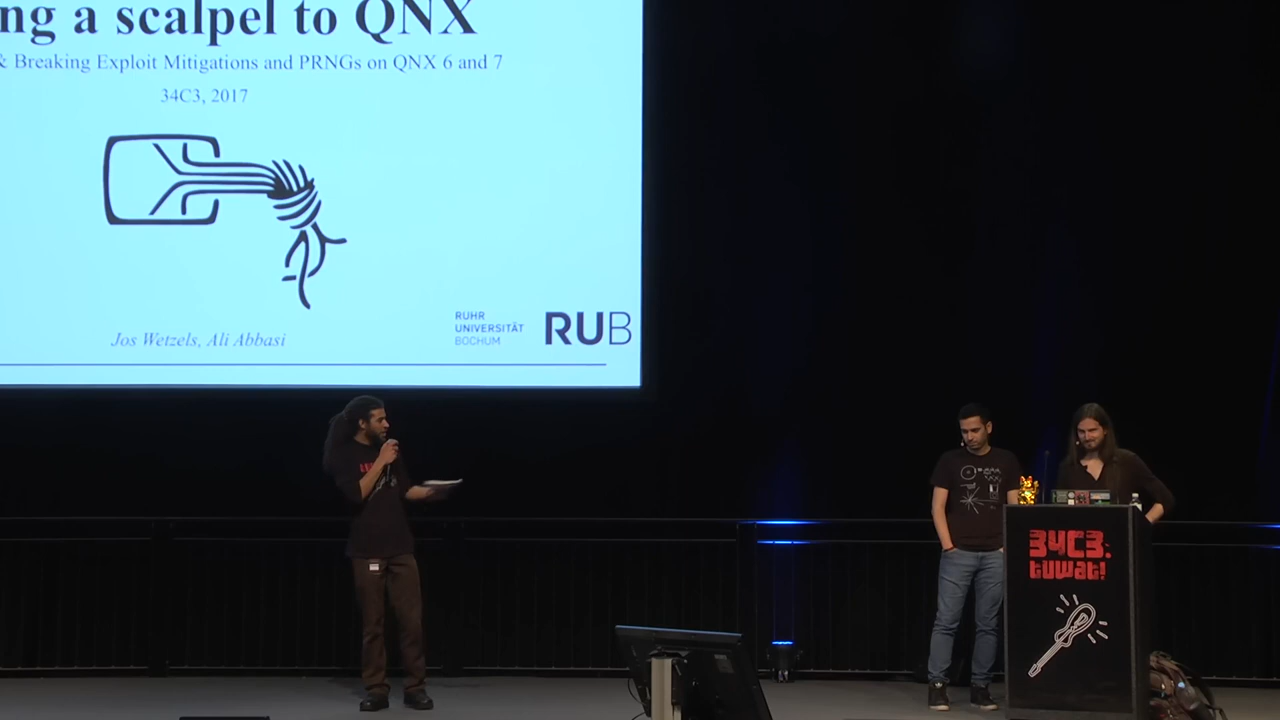 ng a scalpel to QNX
& Breaking Exploit Mitigations and PRNGs on QNX 6 and 7
34C3, 2017
Jos Wetzels, Ali Abbasi
RUHR
UNIVERSITÄT
BOCHUM
RUB
34C3:
tuwat!